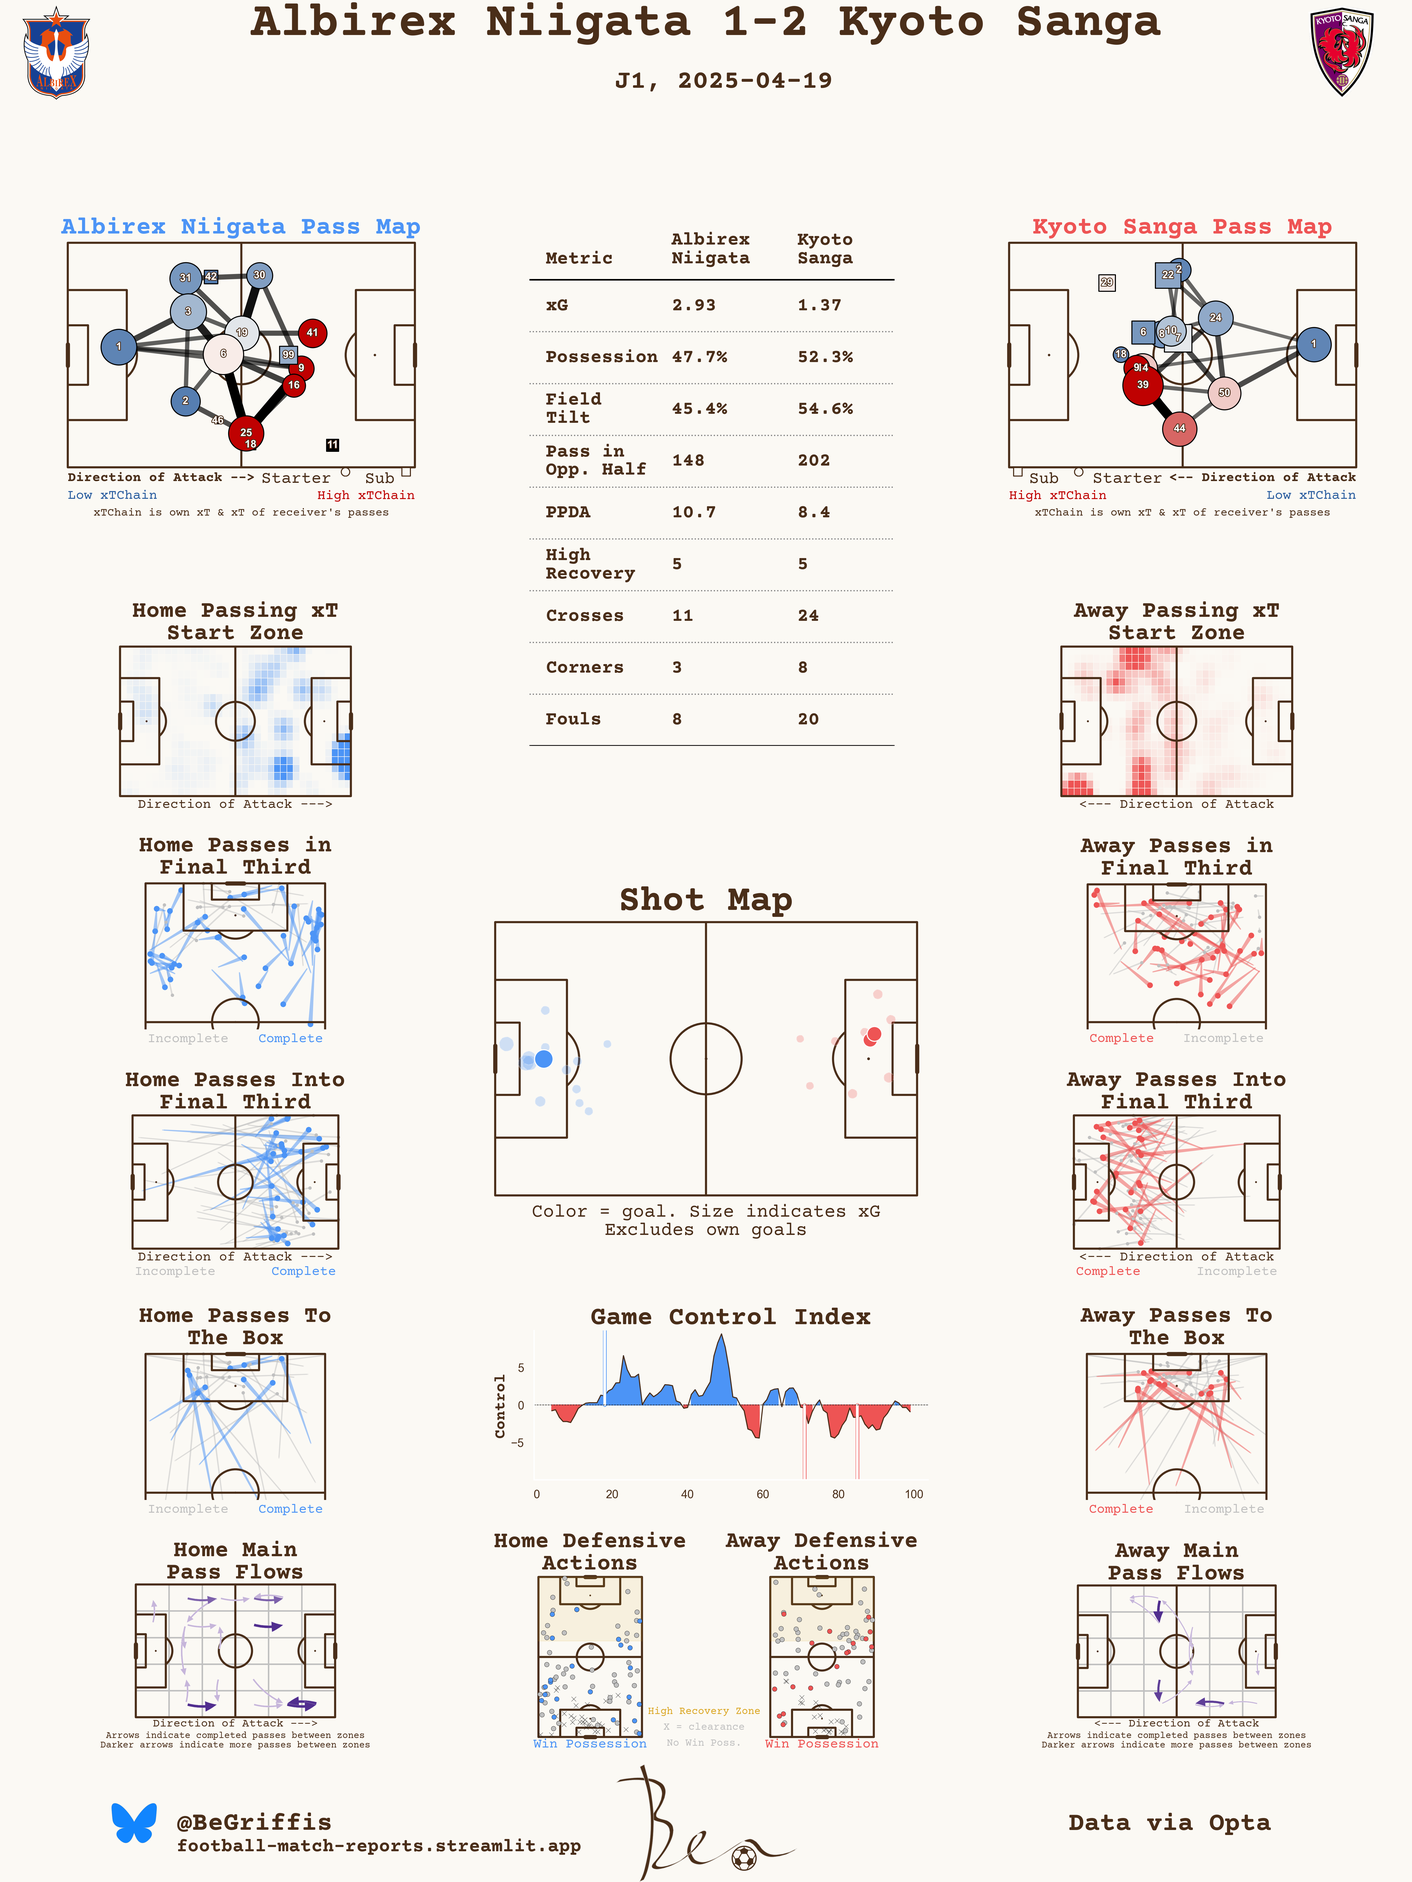 Albirex Niigata 1-2 Kyoto Sanga
J1, 2025-04-19
ALBIREX
KYOTO SANGA
Albirex Niigata Pass Map
31
42
30
3
19
41
1
6
99
9
16
2
46
25
18
11
Direction of Attack --> Starter Sub
Low xTChain High xTChain
xTChain is own xT & xT of receiver's passes
Metric Albirex Niigata Kyoto Sanga
xG 2.93 1.37
Possession 47.7% 52.3%
Field Tilt 45.4% 54.6%
Pass in Opp. Half 148 202
PPDA 10.7 8.4
High Recovery 5 5
Crosses 11 24
Corners 3 8
Fouls 8 20
Kyoto Sanga Pass Map
29
22
2
24
6
8
10
7
1
18
9
14
39
50
44
Sub Starter <-- Direction of Attack
High xTChain Low xTChain
xTChain is own xT & xT of receiver's passes
Home Passing xT
Start Zone
Direction of Attack --->
Away Passing xT
Start Zone
<--- Direction of Attack
Home Passes in
Final Third
Incomplete Complete
Away Passes in
Final Third
Complete Incomplete
Shot Map
Color = goal. Size indicates xG
Excludes own goals
Home Passes Into
Final Third
Direction of Attack --->
Incomplete Complete
Away Passes Into
Final Third
<--- Direction of Attack
Complete Incomplete
Home Passes To
The Box
Incomplete Complete
Game Control Index
Control
5
0
−5
0 20 40 60 80 100
Away Passes To
The Box
Complete Incomplete
Home Main
Pass Flows
Direction of Attack --->
Arrows indicate completed passes between zones
Darker arrows indicate more passes between zones
Home Defensive
Actions
Win Possession
Away Defensive
Actions
Win Possession
High Recovery Zone
X = clearance
No Win Poss.
Away Main
Pass Flows
<--- Direction of Attack
Arrows indicate completed passes between zones
Darker arrows indicate more passes between zones
@BeGriffis
football-match-reports.streamlit.app
Ben
Data via Opta